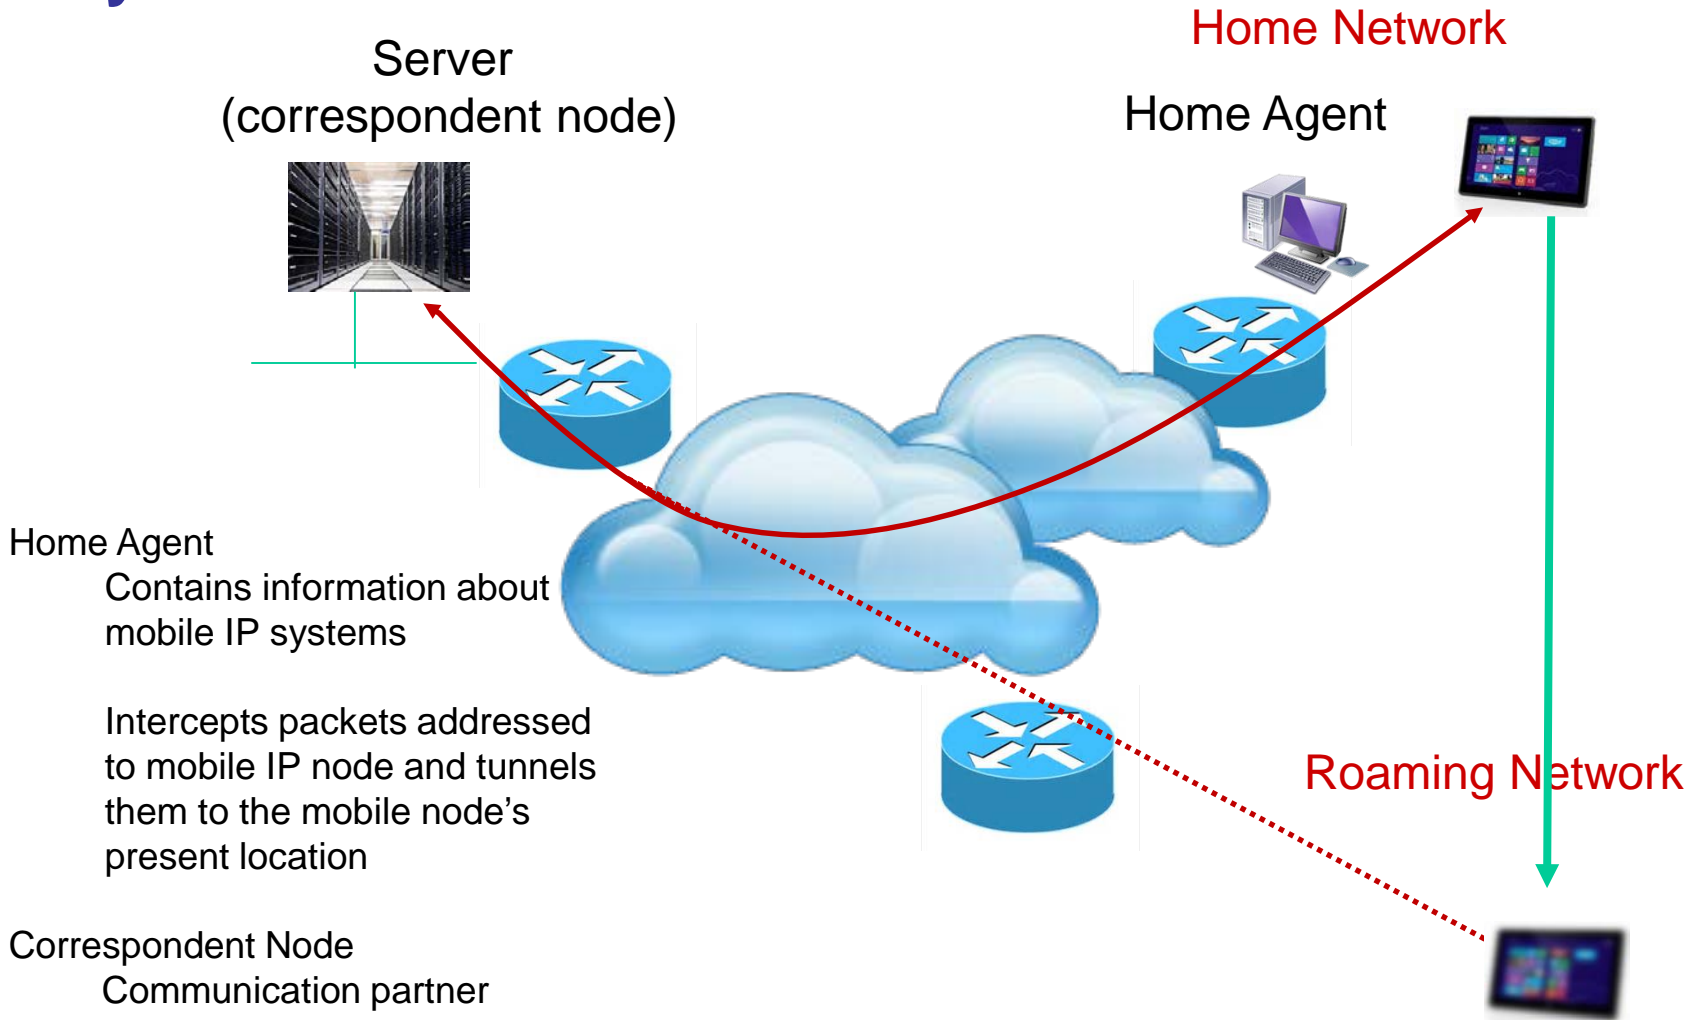 Home Network
Server
(correspondent node)
Home Agent
Home Agent
Contains information about
mobile IP systems
Intercepts packets addressed
to mobile IP node and tunnels
them to the mobile node’s
present location
Roaming Network
Correspondent Node
Communication partner